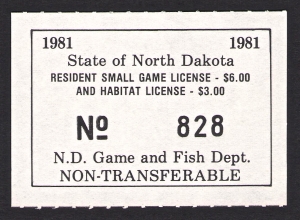 1981 1981
State of North Dakota
RESIDENT SMALL GAME LICENSE - $6.00
AND HABITAT LICENSE - $3.00
No 828
N.D. Game and Fish Dept.
NON-TRANSFERABLE